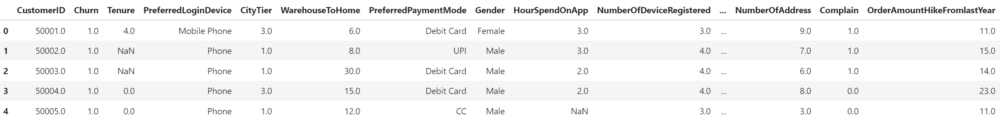 CustomerID Churn Tenure PreferredLoginDevice CityTier WarehouseToHome PreferredPaymentMode Gender HourSpendOnApp NumberOfDeviceRegistered ... NumberOfAddress Complain OrderAmountHikeFromlastYear
0 50001.0 1.0 4.0 Mobile Phone 3.0 6.0 Debit Card Female 3.0 3.0 ... 9.0 1.0 11.0
1 50002.0 1.0 NaN Phone 1.0 8.0 UPI Male 3.0 4.0 ... 7.0 1.0 15.0
2 50003.0 1.0 NaN Phone 1.0 30.0 Debit Card Male 2.0 4.0 ... 6.0 1.0 14.0
3 50004.0 1.0 0.0 Phone 3.0 15.0 Debit Card Male 2.0 4.0 ... 8.0 0.0 23.0
4 50005.0 1.0 0.0 Phone 1.0 12.0 CC Male NaN 3.0 ... 3.0 0.0 11.0